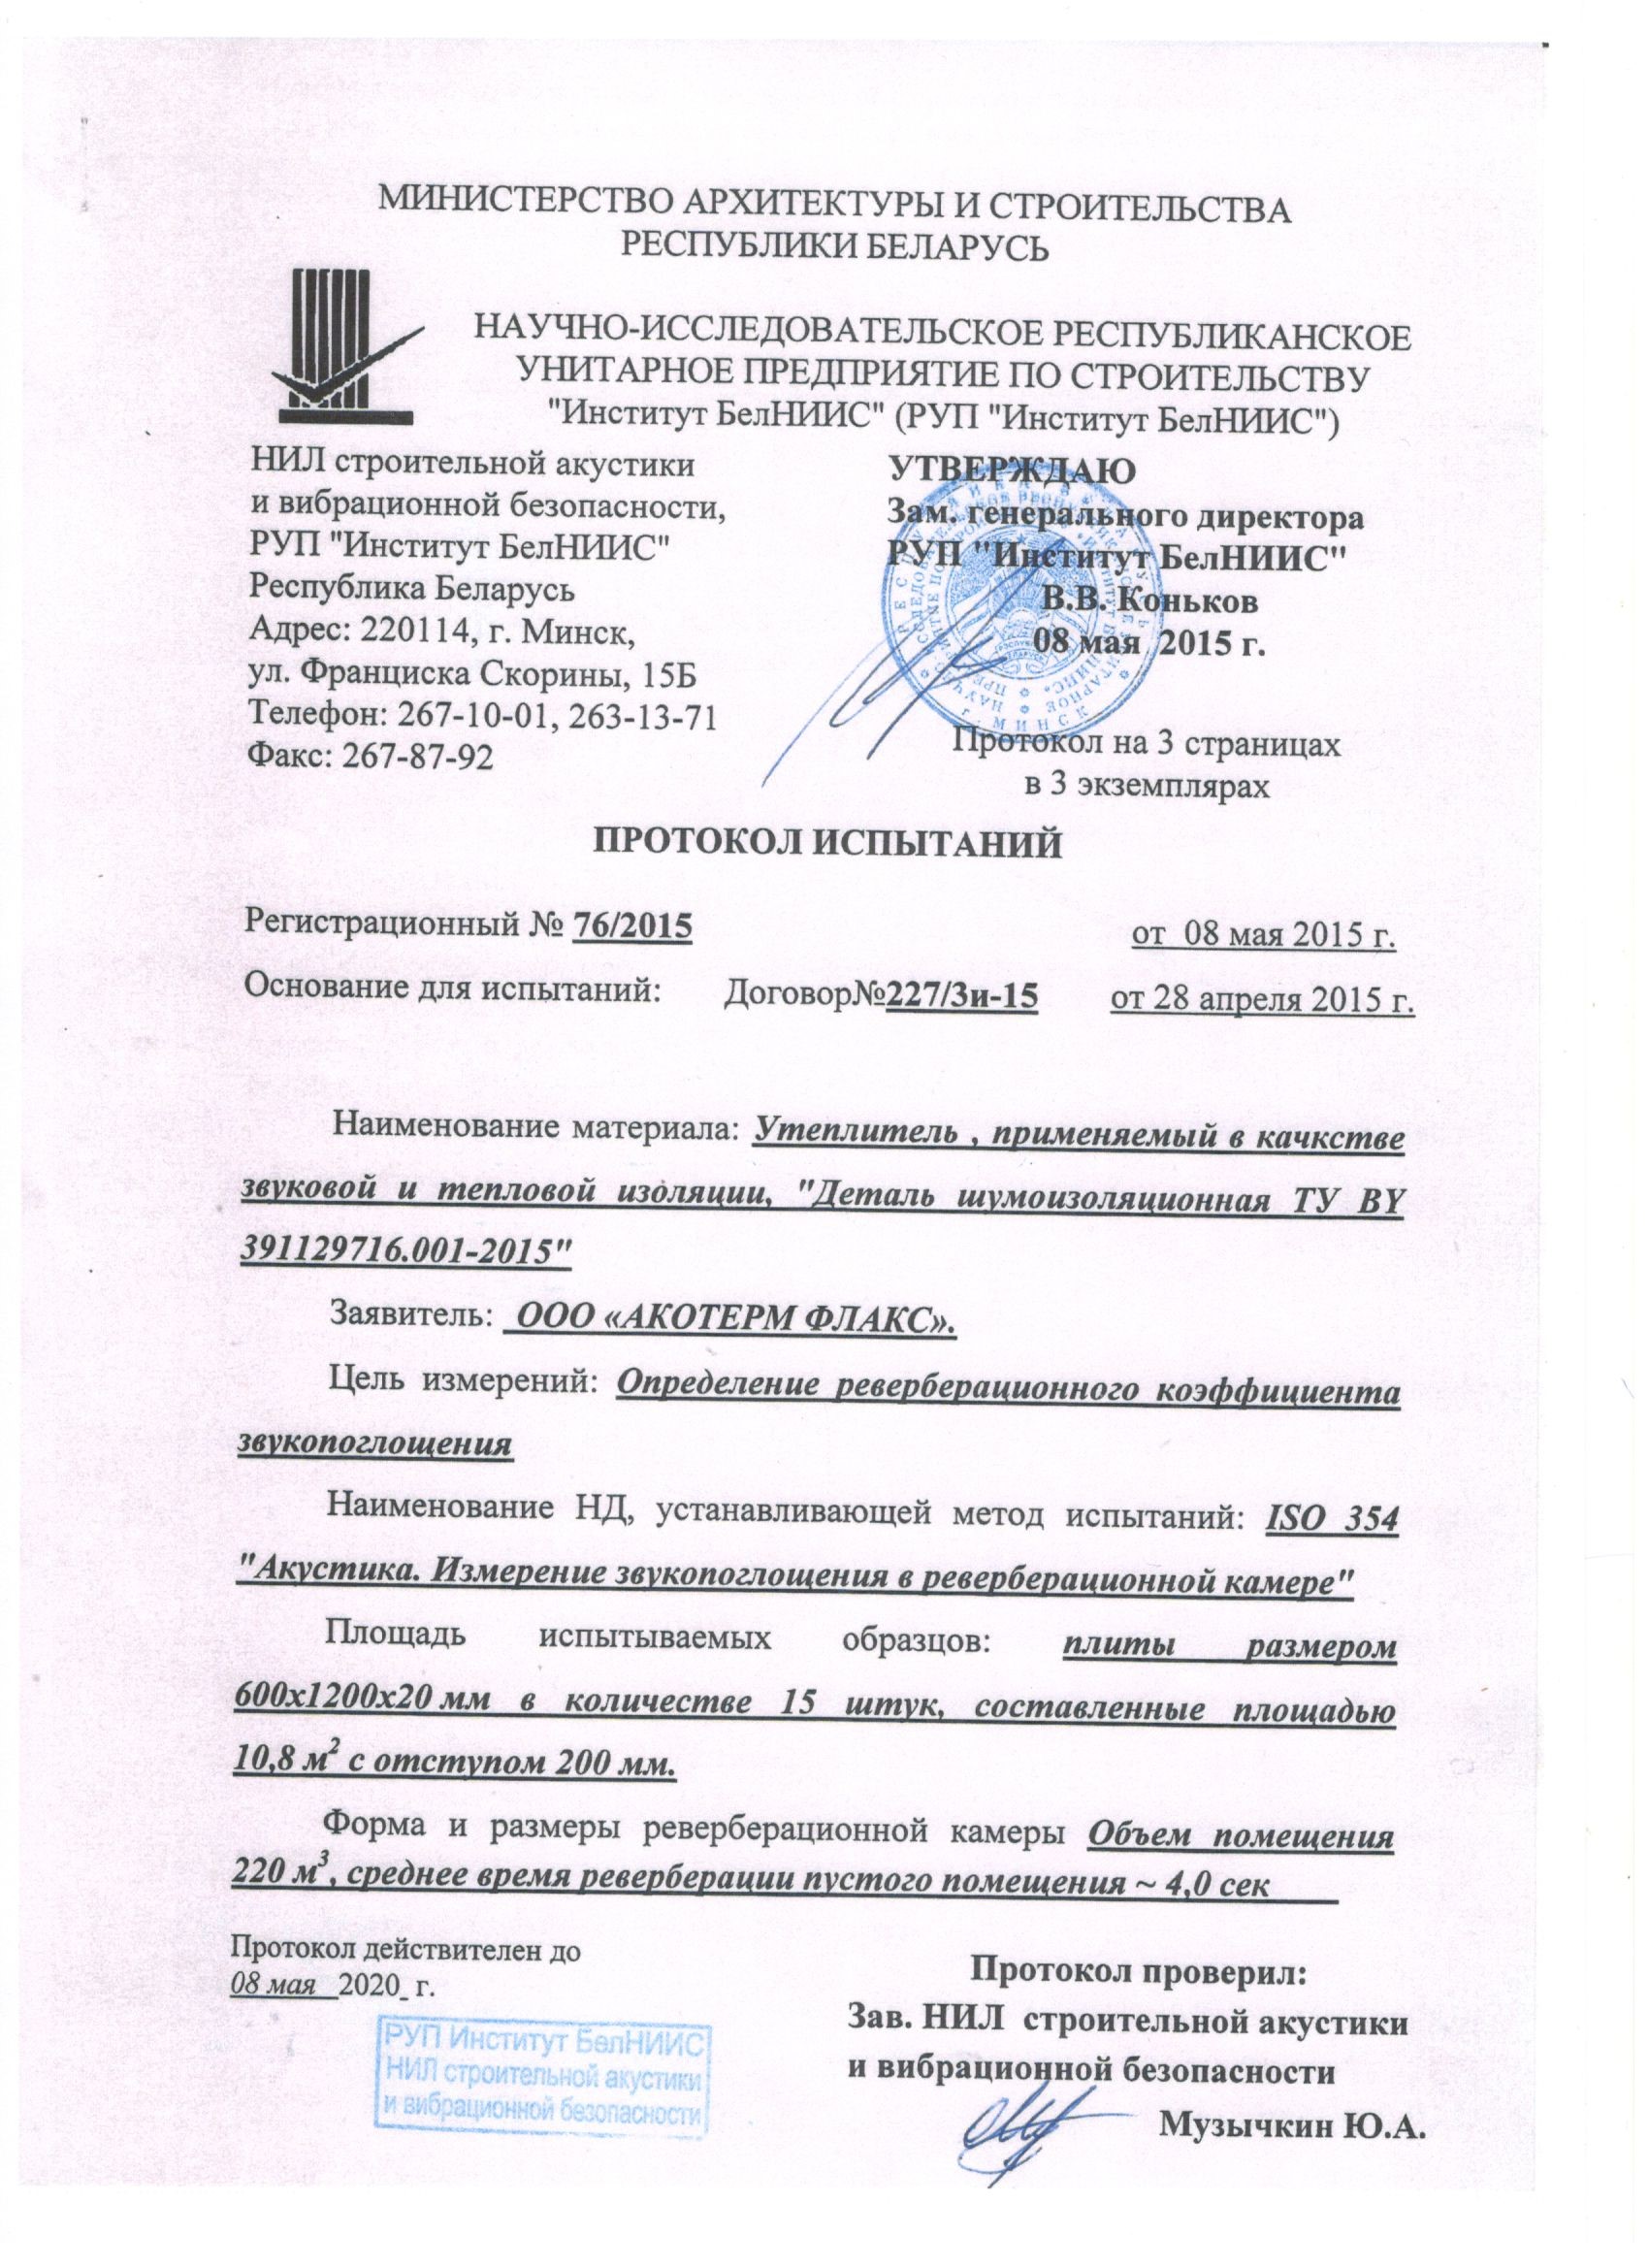 МИНИСТЕРСТВО АРХИТЕКТУРЫ И СТРОИТЕЛЬСТВА
РЕСПУБЛИКИ БЕЛАРУСЬ
НАУЧНО-ИССЛЕДОВАТЕЛЬСКОЕ РЕСПУБЛИКАНСКОЕ
УНИТАРНОЕ ПРЕДПРИЯТИЕ ПО СТРОИТЕЛЬСТВУ
"Институт БелНИИС" (РУП "Институт БелНИИС")
НИЛ строительной акустики
и вибрационной безопасности,
РУП "Институт БелНИИС"
Республика Беларусь
Адрес: 220114, г. Минск,
ул. Франциска Скорины, 15Б
Телефон: 267-10-01, 263-13-71
Факс: 267-87-92
УТВЕРЖДАЮ
Зам. генерального директора
РУП "Институт БелНИИС"
В.В. Коньков
08 мая 2015 г.
г. МИНСК
Протокол на 3 страницах
в 3 экземплярах
ПРОТОКОЛ ИСПЫТАНИЙ
Регистрационный № 76/2015 от 08 мая 2015 г.
Основание для испытаний: Договор№227/3и-15 от 28 апреля 2015 г.
Наименование материала: Утеплитель , применяемый в качкстве
звуковой и тепловой изоляции, "Деталь шумоизоляционная ТУ BY
391129716.001-2015"
Заявитель: ООО «АКОТЕРМ ФЛАКС».
Цель измерений: Определение реверберационного коэффициента
звукопоглощения
Наименование НД, устанавливающей метод испытаний: ISO 354
"Акустика. Измерение звукопоглощения в реверберационной камере"
Площадь испытываемых образцов: плиты размером
600х1200х20 мм в количестве 15 штук, составленные площадью
10,8 м² с отступом 200 мм.
Форма и размеры реверберационной камеры Объем помещения
220 м³, среднее время реверберации пустого помещения ~ 4,0 сек
Протокол действителен до
08 мая 2020 г.
РУП Институт БелНИИС
НИЛ строительной акустики
и вибрационной безопасности
Протокол проверил:
Зав. НИЛ строительной акустики
и вибрационной безопасности
Музычкин Ю.А.